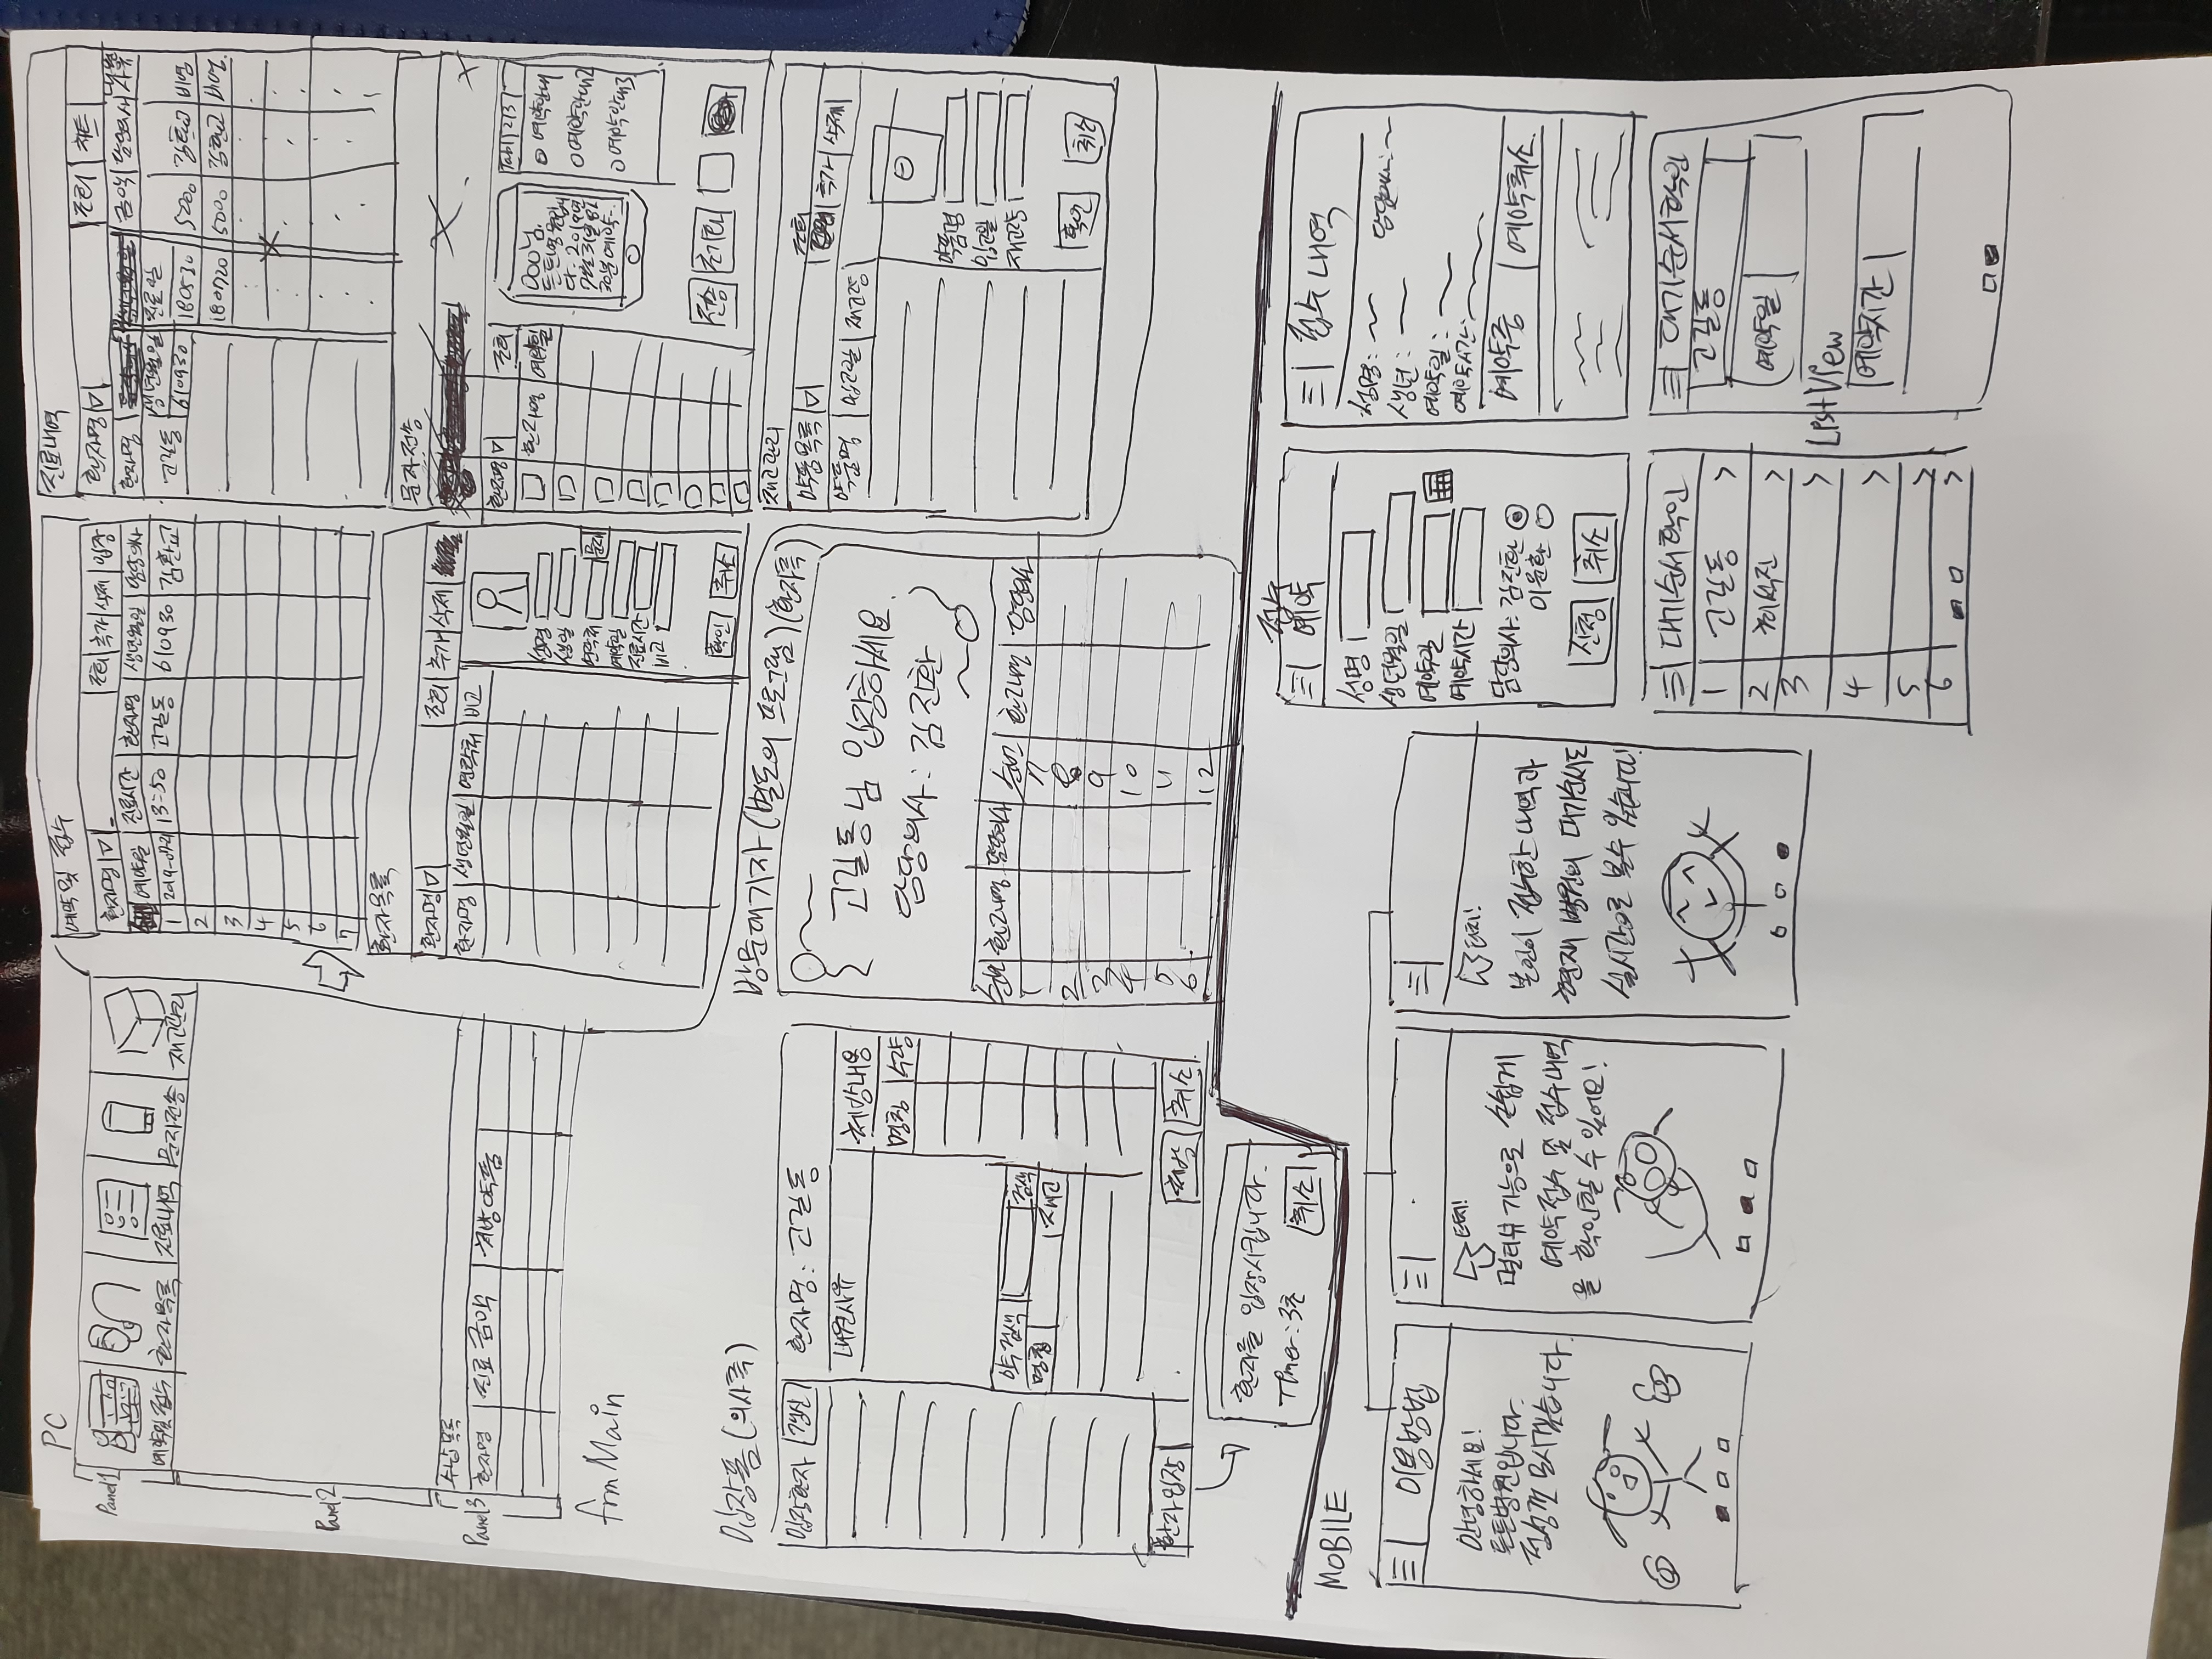 PC
Panel 1
예약및접수 환자목록 진료내역 문자전송 재고관리
Panel 2
Panel 3
수납목록
환자명 진료 금액 처방약품
frm Main
예약 및 접수
환자명 조회 추가 삭제 입장
예약일 진료시간 환자명 생년월일 담당의사
1 13:50 고길동 610930 김환교
2
3
4
5
6
7
진료내역
환자명 조회 차트
환자명 생년월일 진료일 금액 담당의사 내원사유
고길동 610930 180530 5000 김환교 비염
180720 5000 김환교 비염
환자목록
환자명 조회 추가 삭제
환자명 생년월일 연락처 비고
성명
생일
연락처 문자
예약일
진료시간
비고
확인 취소
문자전송
환자명 조회
환자명 예약일
OOO님.
든든병원입니
다. 2019년
7월 31일 8시
30분 예약...
Tab1 2 3
예약안내
예약안내2
예약안내3
전송 초기화
입장폼 (의사쪽)
입장환자 갱신 환자명: 고길동
내원사유 처방내용
명칭 수량
약 검색 검색
명칭 재고
환자입장 처방 취소
환자를 입장시킵니다.
Timer: 3초 취소
방문대기자 (별도의 프로그램) (환자쪽)
고길동님 입장하세요.
담당의사: 김진환
순번 환자명 담당의사 순번 환자명 담당의사
1 7
2 8
3 9
4 10
5 11
6 12
재고관리
약품목록 조회 추가 삭제
약품명 입고일 재고량
약품명
입고일
재고량
확인 취소
MOBILE
이용방법
안녕하세요!
든든병원입니다.
정성껏 모시겠습니다.
터치!
멀티뷰 기능으로 손쉽게
예약접수 및 접수내역
을 확인할 수 있어요!
터치!
본인이 접수한 내역과
현재 병원의 대기순서도
실시간으로 볼수 있습니다!
접수
예약
성명
생년월일
예약일
예약시간
담당의사: 김진환
이윤환
신청 취소
접수내역
성명: 담당의사:
생년:
예약일:
예약시간:
예약중 예약취소.
대기순서확인
1 고길동 >
2 허석진 >
3 >
4 >
5 >
6 >
List View
대기순서확인
고길동
예약일
예약시간